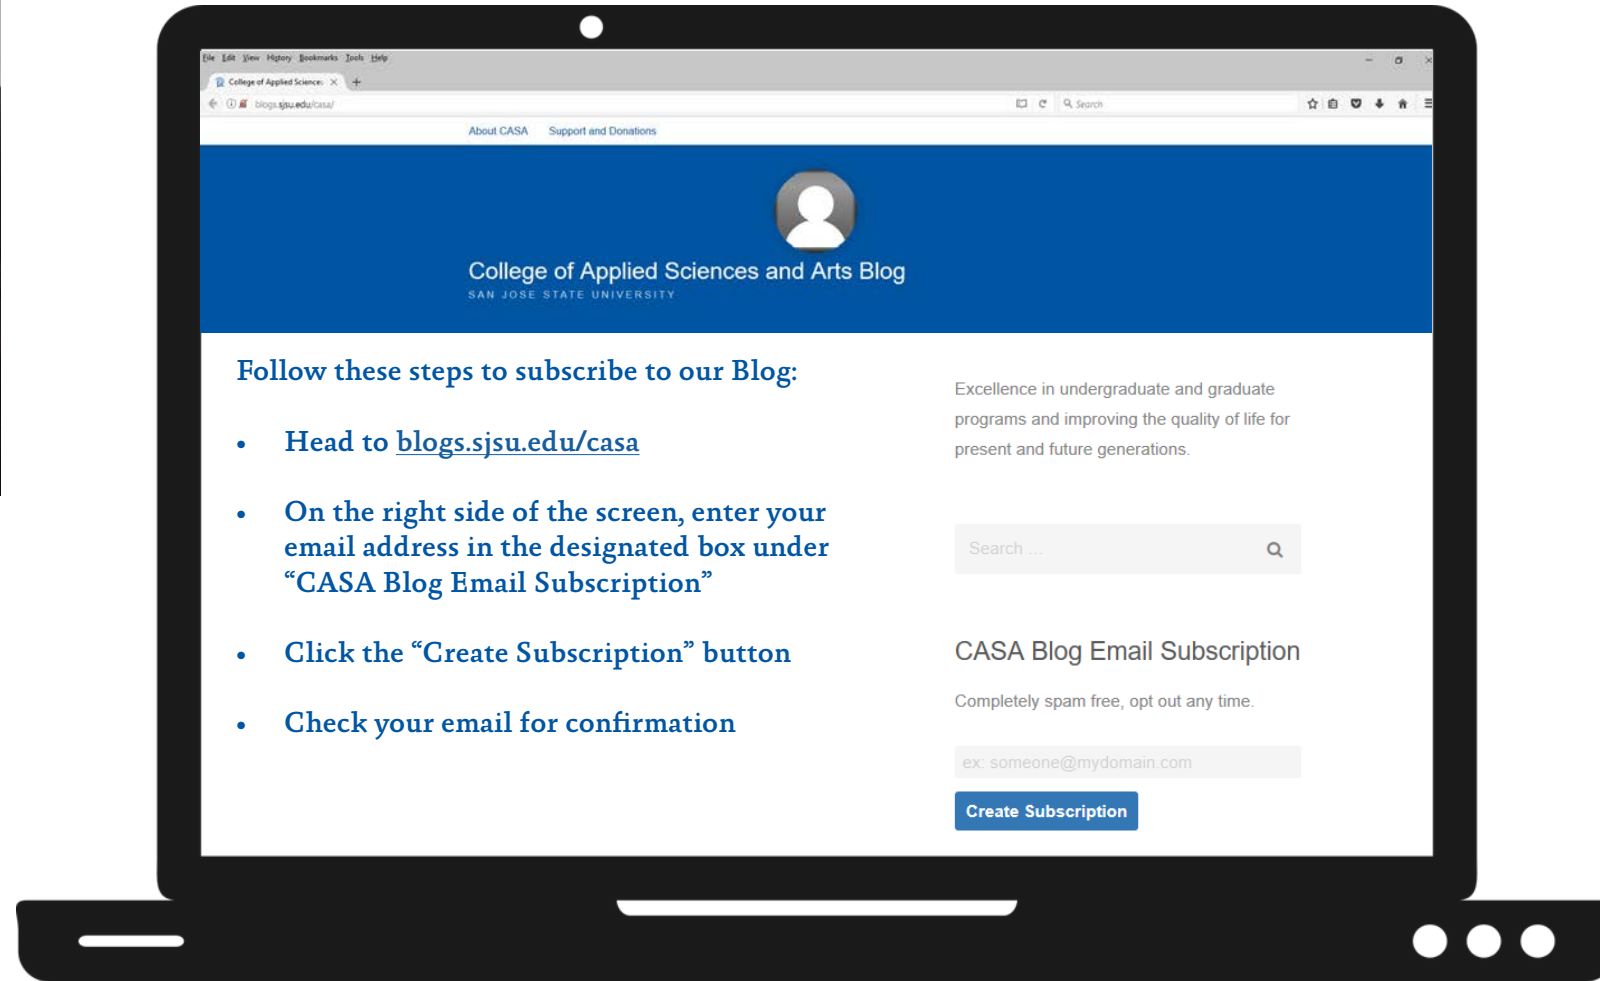 File Edit View History Bookmarks Tools Help
College of Applied Sciences
blogs.sjsu.edu/casa/
Search
About CASA Support and Donations
College of Applied Sciences and Arts Blog
SAN JOSE STATE UNIVERSITY
Follow these steps to subscribe to our Blog:
• Head to blogs.sjsu.edu/casa
• On the right side of the screen, enter your
email address in the designated box under
“CASA Blog Email Subscription”
• Click the “Create Subscription” button
• Check your email for confirmation
Excellence in undergraduate and graduate
programs and improving the quality of life for
present and future generations.
Search ...
CASA Blog Email Subscription
Completely spam free, opt out any time.
ex: someone@mydomain.com
Create Subscription